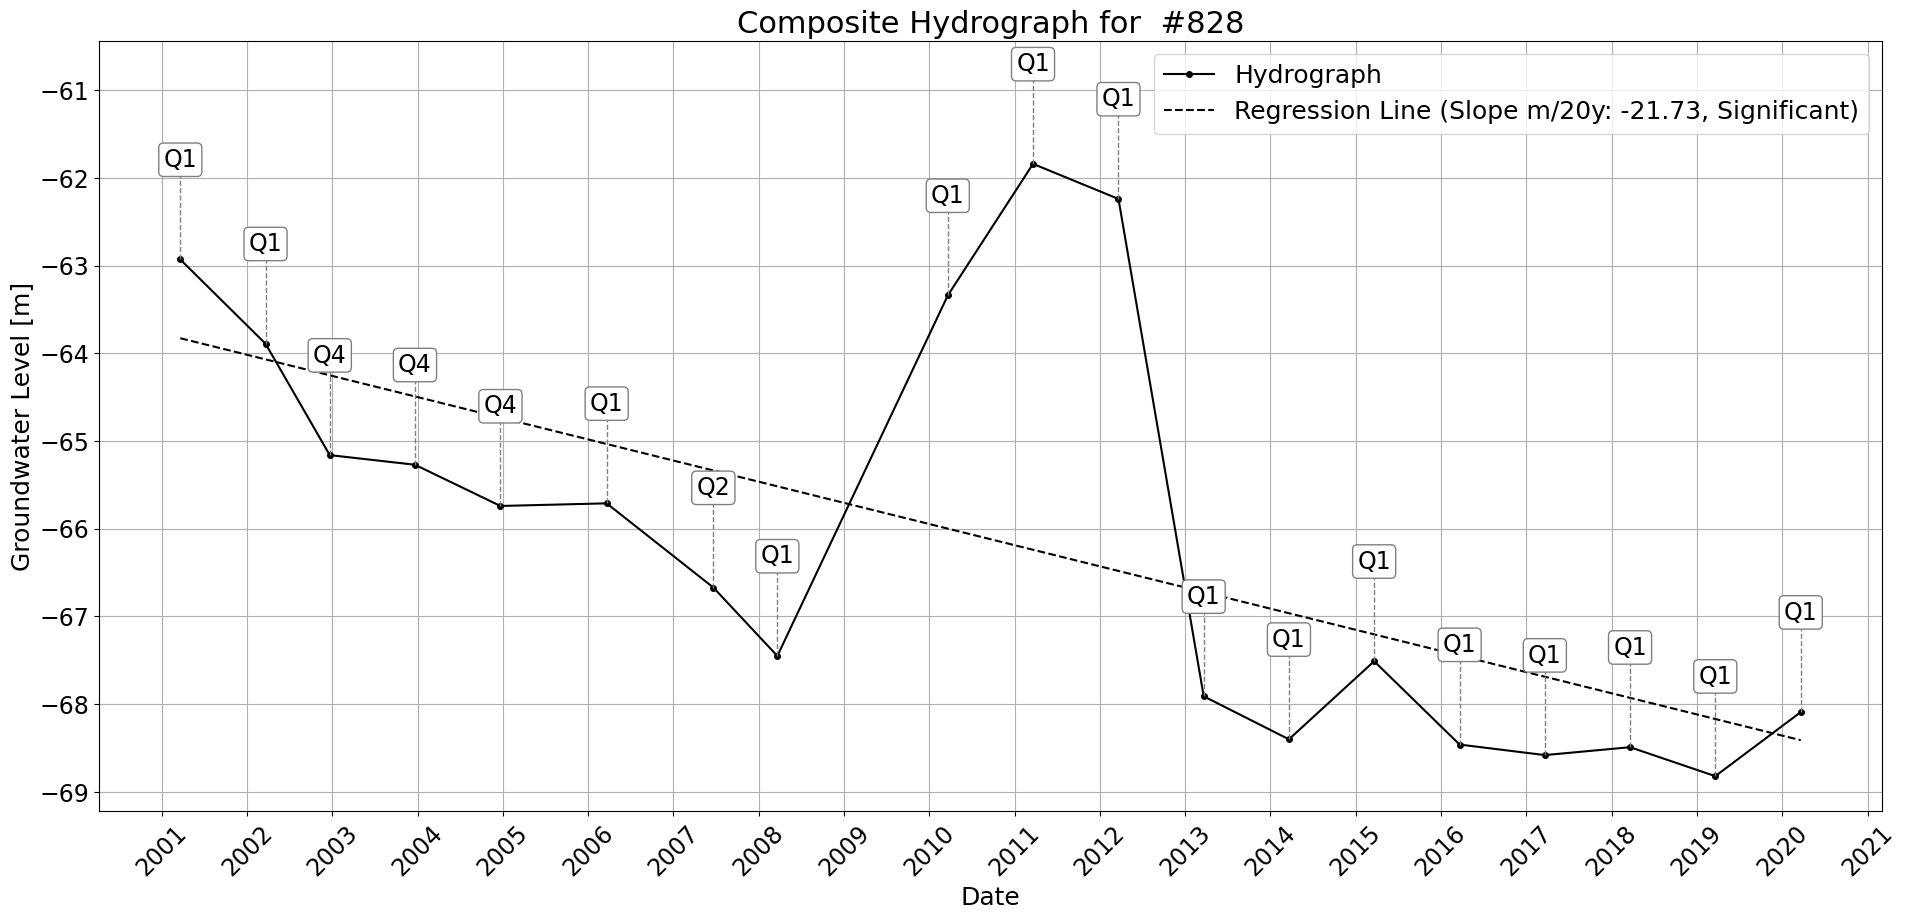 Composite Hydrograph for  #828
Hydrograph
Regression Line (Slope m/20y: -21.73, Significant)
Groundwater Level [m]
−61
−62
−63
−64
−65
−66
−67
−68
−69
Q1
Q1
Q4
Q4
Q4
Q1
Q2
Q1
Q1
Q1
Q1
Q1
Q1
Q1
Q1
Q1
Q1
Q1
Q1
2001
2002
2003
2004
2005
2006
2007
2008
2009
2010
2011
2012
2013
2014
2015
2016
2017
2018
2019
2020
2021
Date